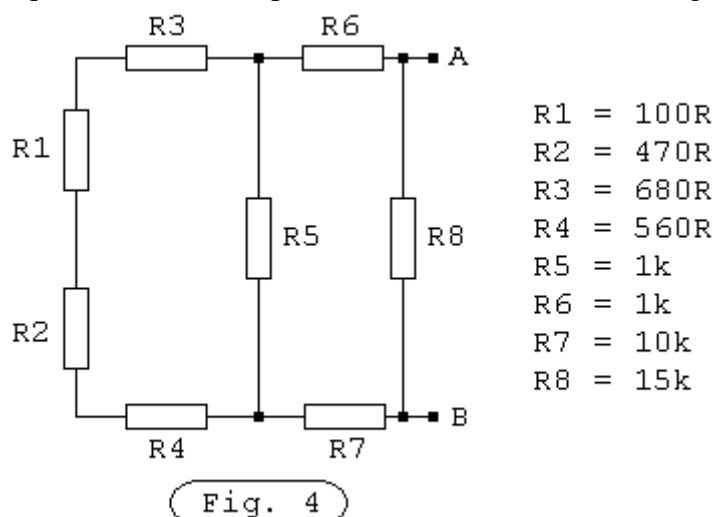 R3
R6
A
R1
R5
R8
R2
B
R4
R7
R1 = 100R
R2 = 470R
R3 = 680R
R4 = 560R
R5 = 1k
R6 = 1k
R7 = 10k
R8 = 15k
Fig. 4